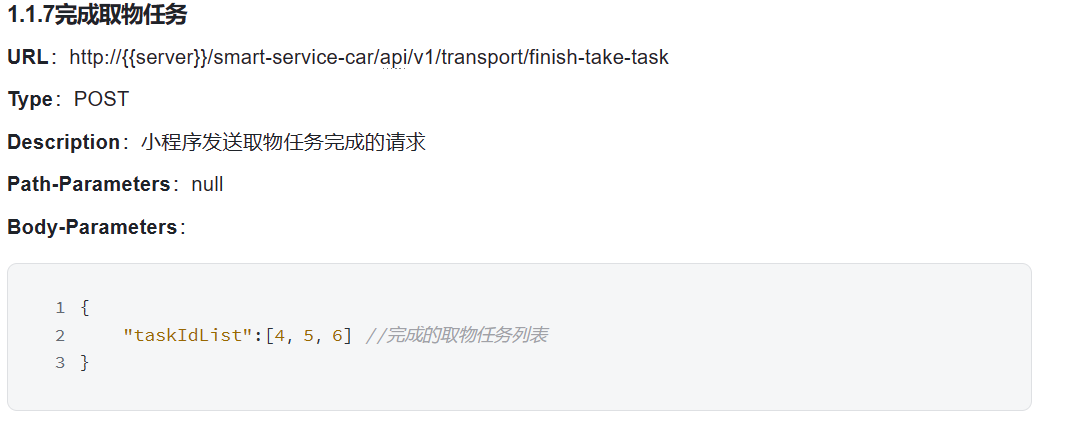 1.1.7完成取物任务
URL：http://{{server}}/smart-service-car/api/v1/transport/finish-take-task
Type：POST
Description：小程序发送取物任务完成的请求
Path-Parameters：null
Body-Parameters：
1 {
2 "taskIdList":[4, 5, 6] //完成的取物任务列表
3 }